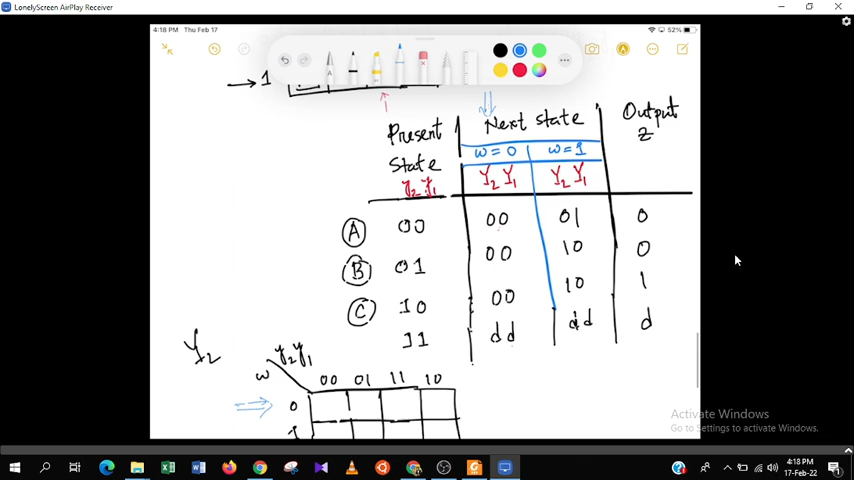 LonelyScreen AirPlay Receiver
4:18 PM Thu Feb 17
52%
→ 1
Present State y₂ y₁
Next state
Output z
w = 0
w = 1
Y₂ Y₁
Y₂ Y₁
A 00 00 01 0
B 01 00 10 0
C 10 00 10 1
11 dd dd d
Y₂
y₂y₁
w
00 01 11 10
0
1
Activate Windows
Go to Settings to activate Windows.
4:18 PM
17-Feb-22